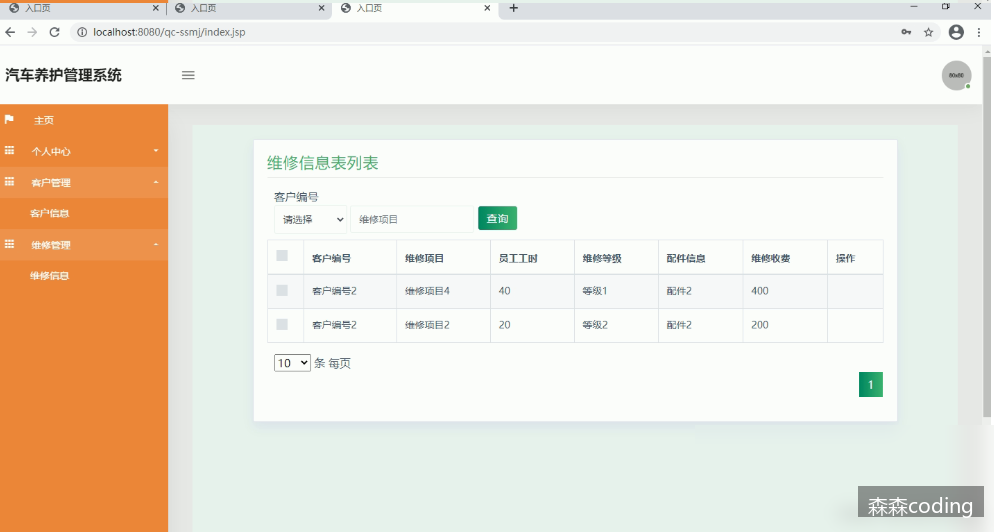 入口页
入口页
入口页
localhost:8080/qc-ssmj/index.jsp
汽车养护管理系统
60x60
主页
个人中心
客户管理
客户信息
维修管理
维修信息
维修信息表列表
客户编号
请选择 维修项目 查询
客户编号 维修项目 员工工时 维修等级 配件信息 维修收费 操作
客户编号2 维修项目4 40 等级1 配件2 400
客户编号2 维修项目2 20 等级2 配件2 200
10 条 每页
1
森森coding